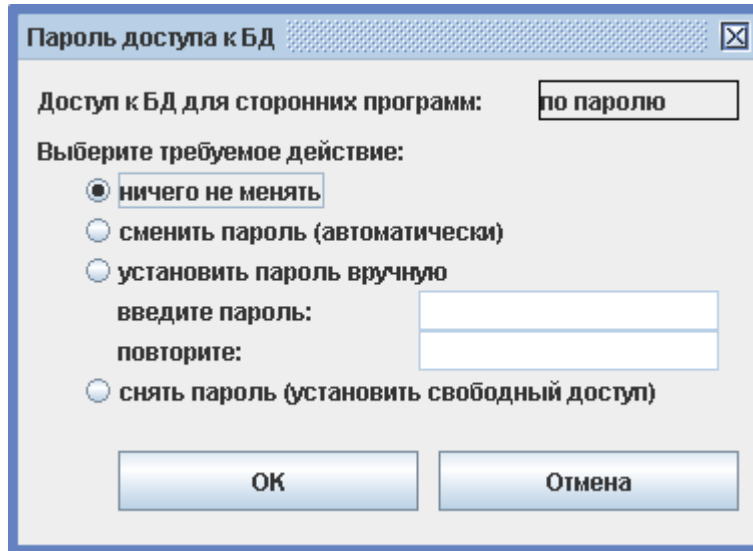 Пароль доступа к БД
Доступ к БД для сторонних программ: по паролю
Выберите требуемое действие:
ничего не менять
сменить пароль (автоматически)
установить пароль вручную
введите пароль:
повторите:
снять пароль (установить свободный доступ)
ОК Отмена